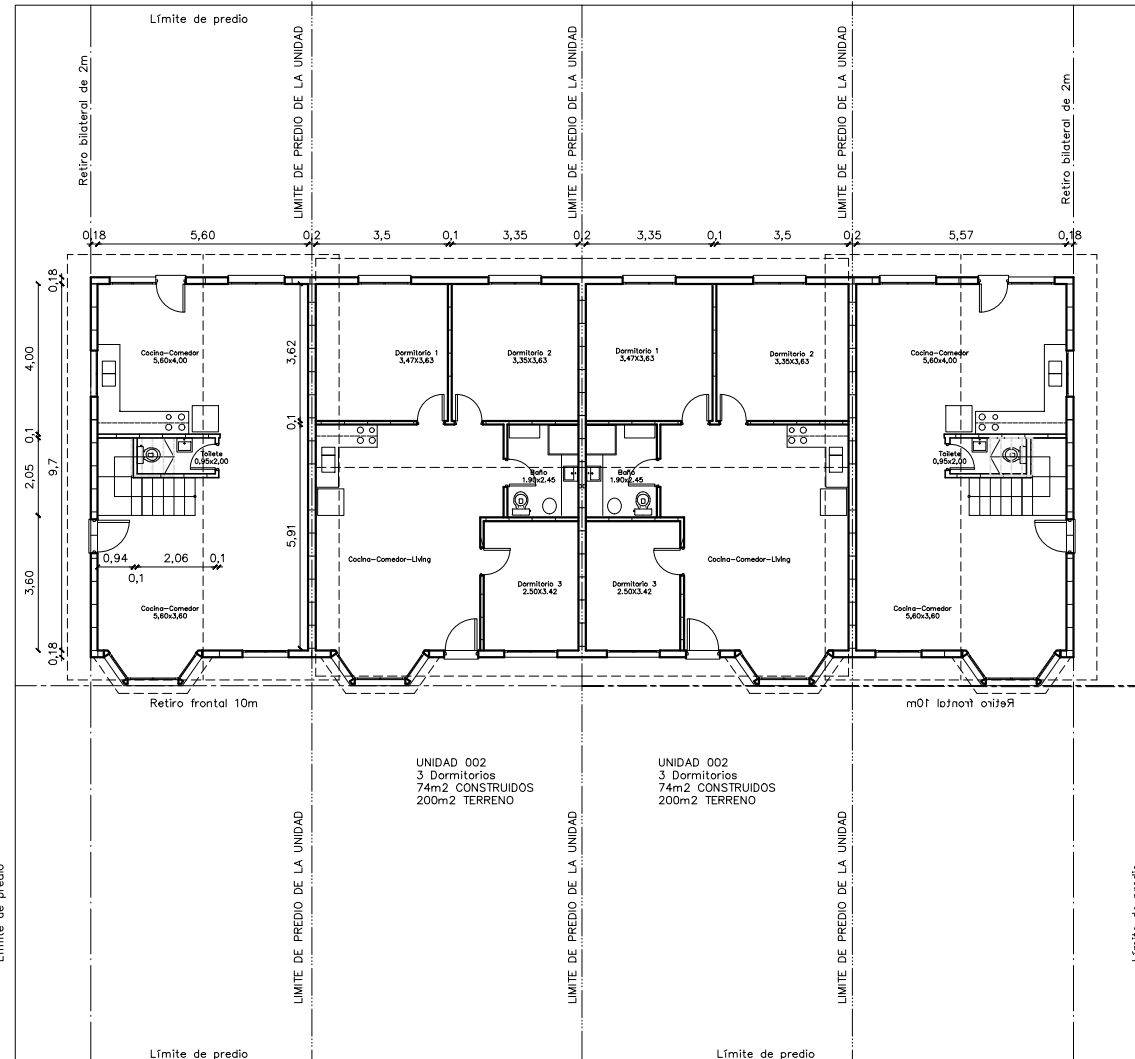 Límite de predio
Retiro bilateral de 2m
LIMITE DE PREDIO DE LA UNIDAD
LIMITE DE PREDIO DE LA UNIDAD
LIMITE DE PREDIO DE LA UNIDAD
Retiro bilateral de 2m
0,18
5,60
0,2
3,5
0,1
3,35
0,2
3,35
0,1
3,5
0,2
5,57
0,18
0,18
4,00
0,1
2,05
9,7
3,60
0,18
Cocina-Comedor
5,60x4,00
3,62
0,1
5,91
Dormitorio 1
3,47X3,63
Dormitorio 2
3,35X3,63
Dormitorio 1
3,47X3,63
Dormitorio 2
3,35X3,63
Cocina-Comedor
5,60x4,00
Toilete
0,95x2,00
Baño
1.90x2.45
Baño
1.90x2.45
Toilete
0,95x2,00
0,94
2,06
0,1
0,1
Cocina-Comedor-Living
Dormitorio 3
2.50X3.42
Dormitorio 3
2.50X3.42
Cocina-Comedor-Living
Cocina-Comedor
5,60x3,60
Cocina-Comedor
5,60x3,60
Retiro frontal 10m
Retiro frontal 10m
UNIDAD 002
3 Dormitorios
74m2 CONSTRUIDOS
200m2 TERRENO
UNIDAD 002
3 Dormitorios
74m2 CONSTRUIDOS
200m2 TERRENO
Límite de predio
LIMITE DE PREDIO DE LA UNIDAD
LIMITE DE PREDIO DE LA UNIDAD
LIMITE DE PREDIO DE LA UNIDAD
Límite de predio
Límite de predio
Límite de predio